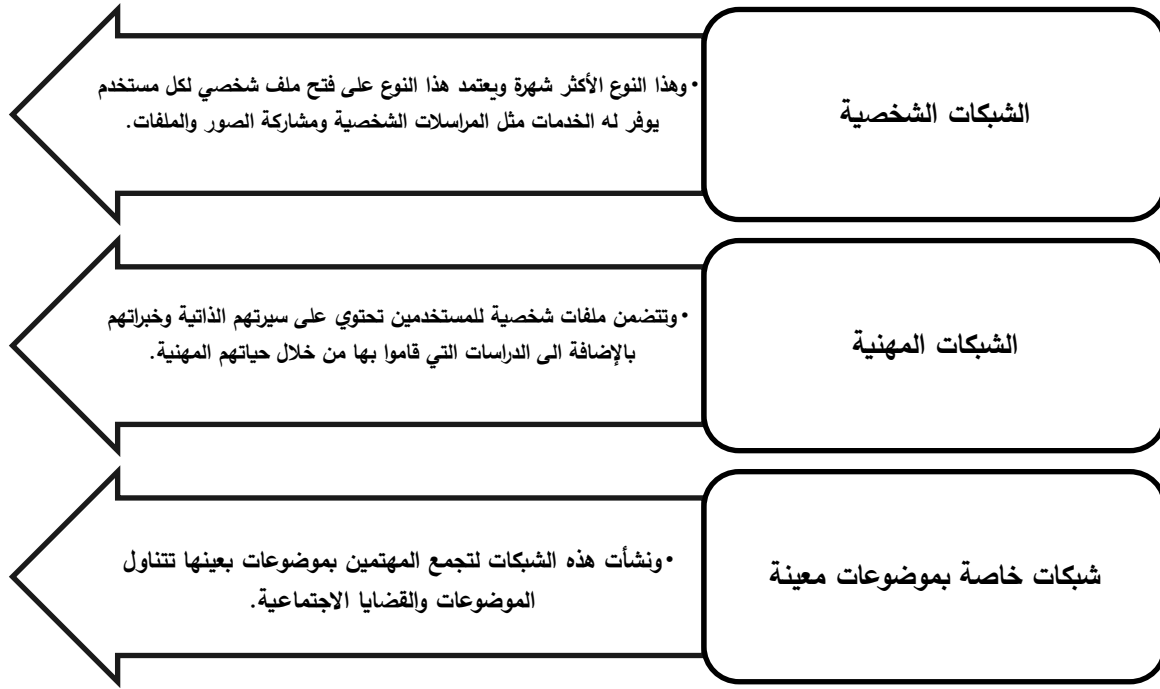 الشبكات الشخصية
•وهذا النوع الأكثر شهرة ويعتمد هذا النوع على فتح ملف شخصي لكل مستخدم
يوفر له الخدمات مثل المراسلات الشخصية ومشاركة الصور والملفات.
الشبكات المهنية
•وتتضمن ملفات شخصية للمستخدمين تحتوي على سيرتهم الذاتية وخبراتهم
بالإضافة الى الدراسات التي قاموا بها من خلال حياتهم المهنية.
شبكات خاصة بموضوعات معينة
•ونشأت هذه الشبكات لتجمع المهتمين بموضوعات بعينها تتناول
الموضوعات والقضايا الاجتماعية.